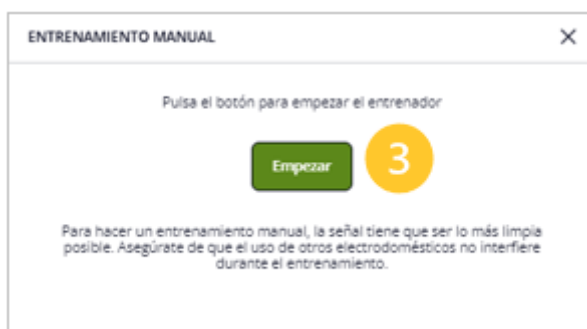 ENTRENAMIENTO MANUAL
Pulsa el botón para empezar el entrenador
Empezar
3
Para hacer un entrenamiento manual, la señal tiene que ser lo más limpia
posible. Asegúrate de que el uso de otros electrodomésticos no interfiere
durante el entrenamiento.